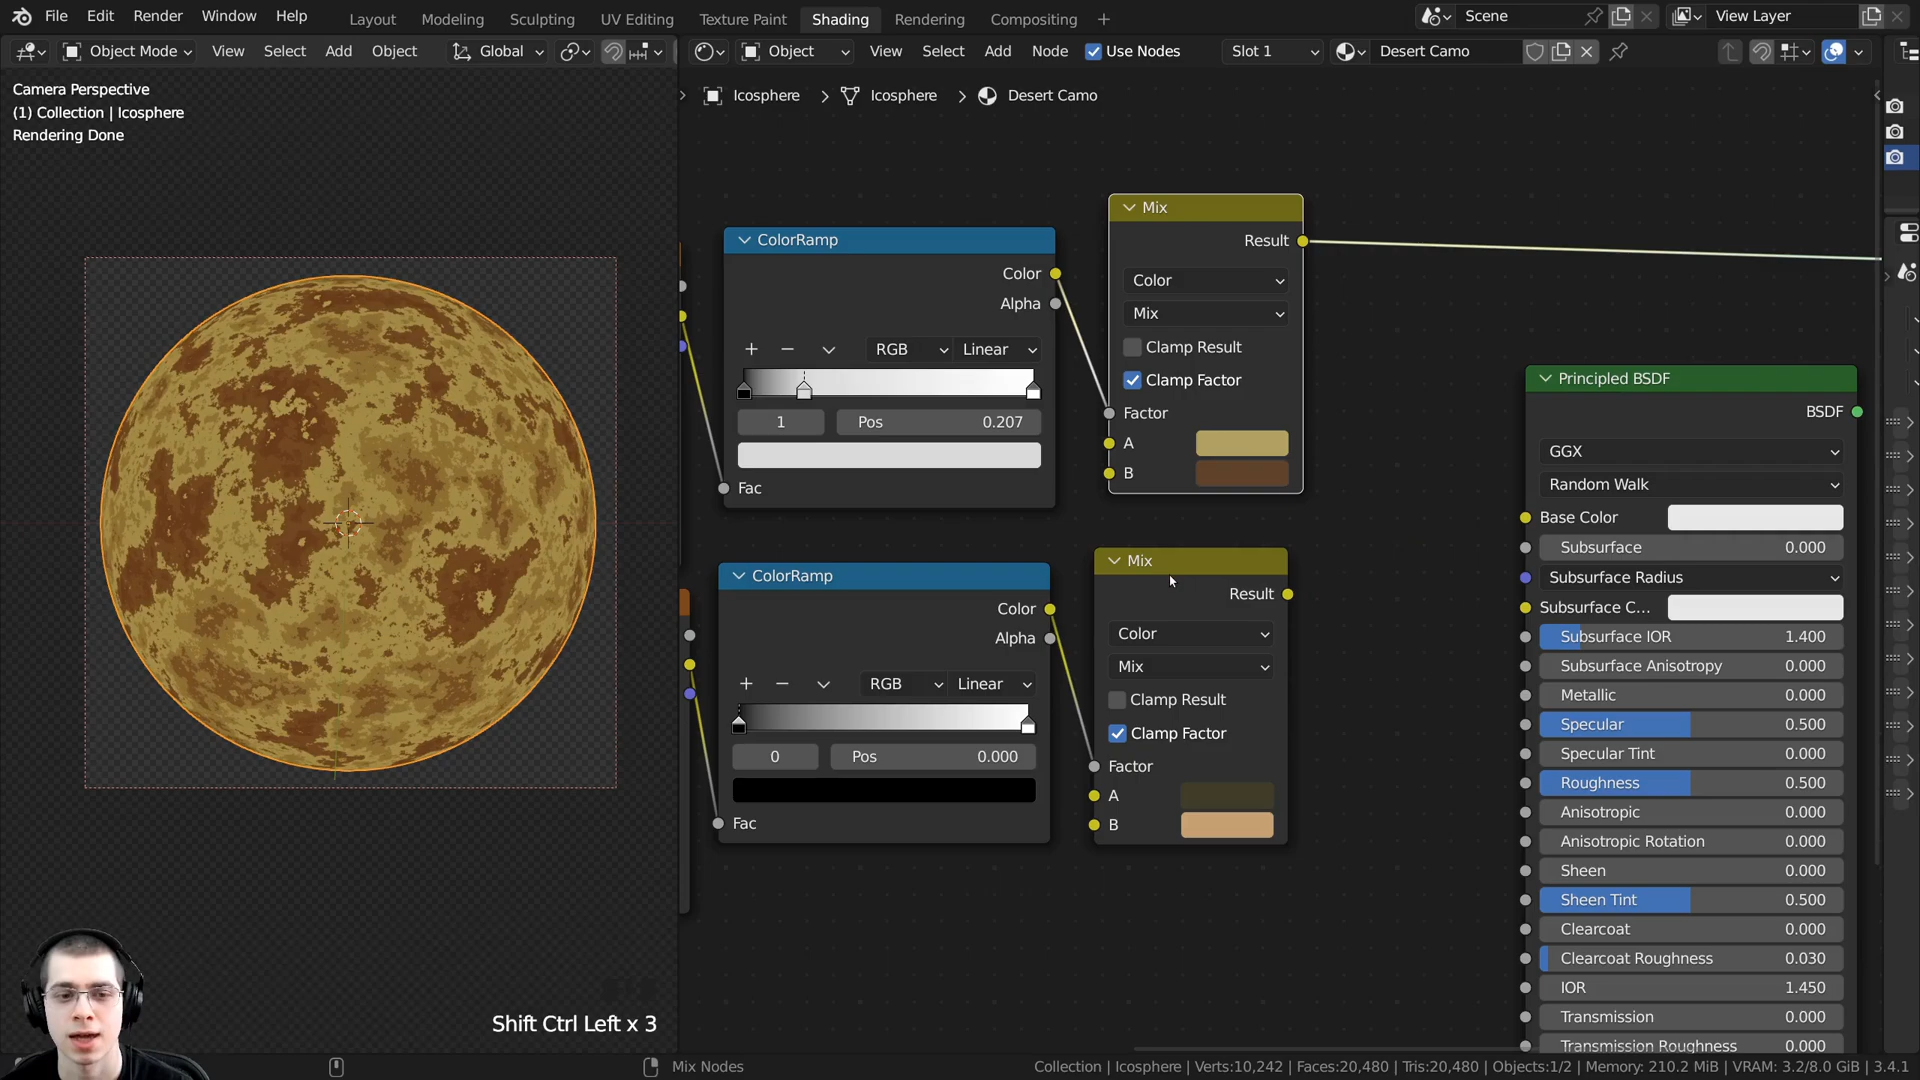 File Edit Render Window Help
Layout Modeling Sculpting UV Editing Texture Paint Shading Rendering Compositing +
Scene
View Layer
Object Mode View Select Add Object Global
Object View Select Add Node Use Nodes Slot 1 Desert Camo
Camera Perspective
(1) Collection | Icosphere
Rendering Done
Icosphere > Icosphere > Desert Camo
Mix
Result
Color
Mix
Clamp Result
Clamp Factor
Factor
A
B
ColorRamp
Color
Alpha
RGB Linear
1 Pos 0.207
Fac
Mix
Result
Color
Mix
Clamp Result
Clamp Factor
Factor
A
B
ColorRamp
Color
Alpha
RGB Linear
0 Pos 0.000
Fac
Principled BSDF
BSDF
GGX
Random Walk
Base Color
Subsurface 0.000
Subsurface Radius
Subsurface C...
Subsurface IOR 1.400
Subsurface Anisotropy 0.000
Metallic 0.000
Specular 0.500
Specular Tint 0.000
Roughness 0.500
Anisotropic 0.000
Anisotropic Rotation 0.000
Sheen 0.000
Sheen Tint 0.500
Clearcoat 0.000
Clearcoat Roughness 0.030
IOR 1.450
Transmission 0.000
Transmission Roughness 0.000
Shift Ctrl Left x 3
Mix Nodes
Collection | Icosphere | Verts:10,242 | Faces:20,480 | Tris:20,480 | Objects:1/2 | Memory: 210.2 MiB | VRAM: 3.2/8.0 GiB | 3.4.1